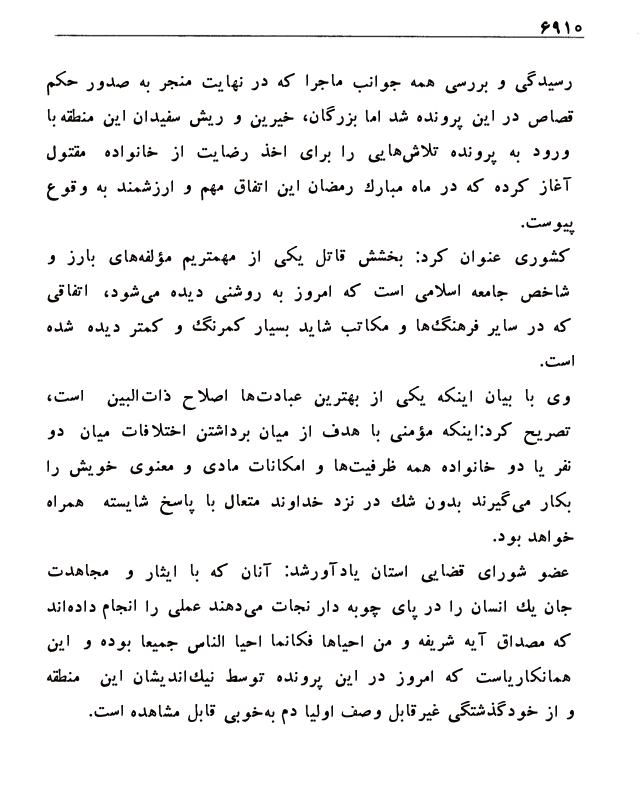 ۶۹۱۰
رسیدگی و بررسی همه جوانب ماجرا که در نهایت منجر به صدور حکم
قصاص در این پرونده شد اما بزرگان، خیرین و ریش سفیدان این منطقه با
ورود به پرونده تلاش‌هایی را برای اخذ رضایت از خانواده مقتول
آغاز کرده که در ماه مبارك رمضان این اتفاق مهم و ارزشمند به وقوع
پیوست.
کشوری عنوان کرد: بخشش قاتل یکی از مهمتریم مؤلفه‌های بارز و
شاخص جامعه اسلامی است که امروز به روشنی دیده می‌شود، اتفاقی
که در سایر فرهنگ‌ها و مکاتب شاید بسیار کمرنگ و کمتر دیده شده
است.
وی با بیان اینکه یکی از بهترین عبادت‌ها اصلاح ذات‌البین است،
تصریح کرد:اینکه مؤمنی با هدف از میان برداشتن اختلافات میان دو
نفر یا دو خانواده همه ظرفیت‌ها و امکانات مادی و معنوی خویش را
بکار می‌گیرند بدون شك در نزد خداوند متعال با پاسخ شایسته همراه
خواهد بود.
عضو شورای قضایی استان یادآورشد: آنان که با ایثار و مجاهدت
جان یك انسان را در پای چوبه دار نجات می‌دهند عملی را انجام داده‌اند
که مصداق آیه شریفه و من احیاها فکانما احیا الناس جمیعا بوده و این
همانکاریاست که امروز در این پرونده توسط نیك‌اندیشان این منطقه
و از خودگذشتگی غیرقابل وصف اولیا دم به‌خوبی قابل مشاهده است.